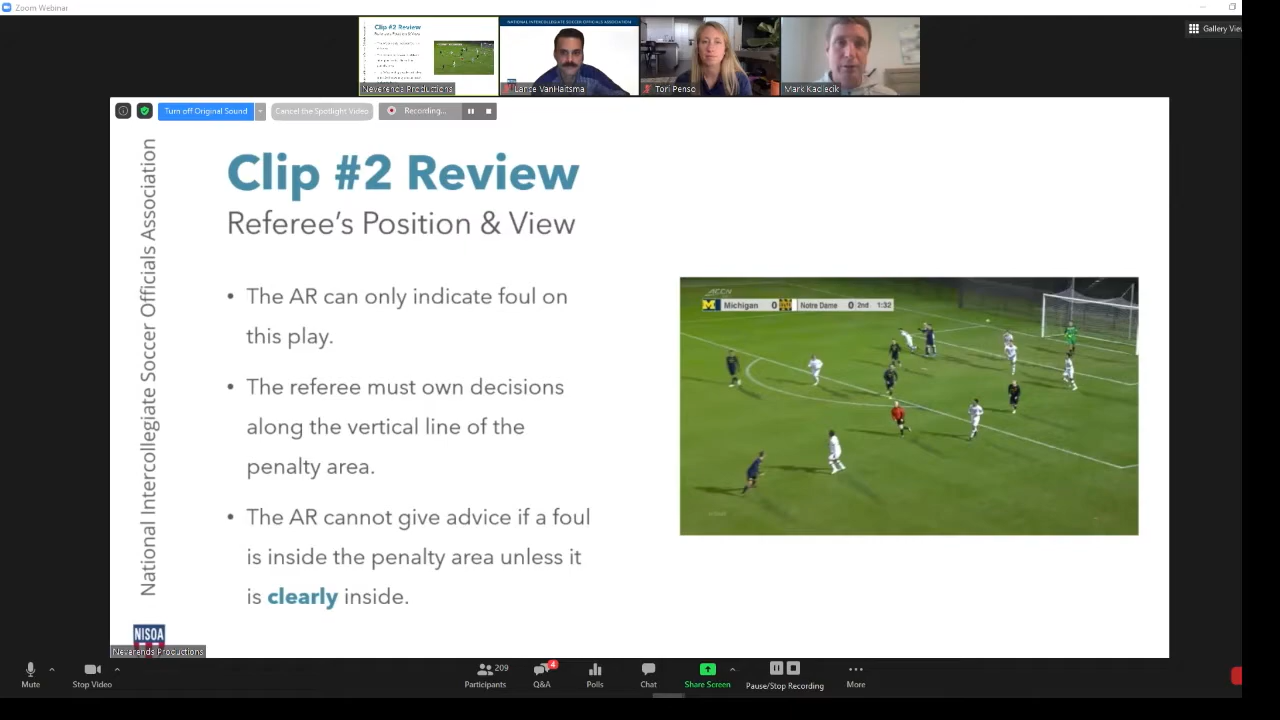 Zoom Webinar
Clip #2 Review
NATIONAL INTERCOLLEGIATE SOCCER OFFICIALS ASSOCIATION
Gallery View
Neverends Productions
Lance VanHaitsma
Tori Penso
Mark Kadlecik
Turn off Original Sound
Cancel the Spotlight Video
Recording...
National Intercollegiate Soccer Officials Association
Clip #2 Review
Referee's Position & View
• The AR can only indicate foul on
this play.
• The referee must own decisions
along the vertical line of the
penalty area.
• The AR cannot give advice if a foul
is inside the penalty area unless it
is clearly inside.
ACCN
M Michigan 0 Notre Dame 0 2nd 1:32
NISOA
Neverends Productions
Mute
Stop Video
209
Participants
4
Q&A
Polls
Chat
Share Screen
Pause/Stop Recording
More